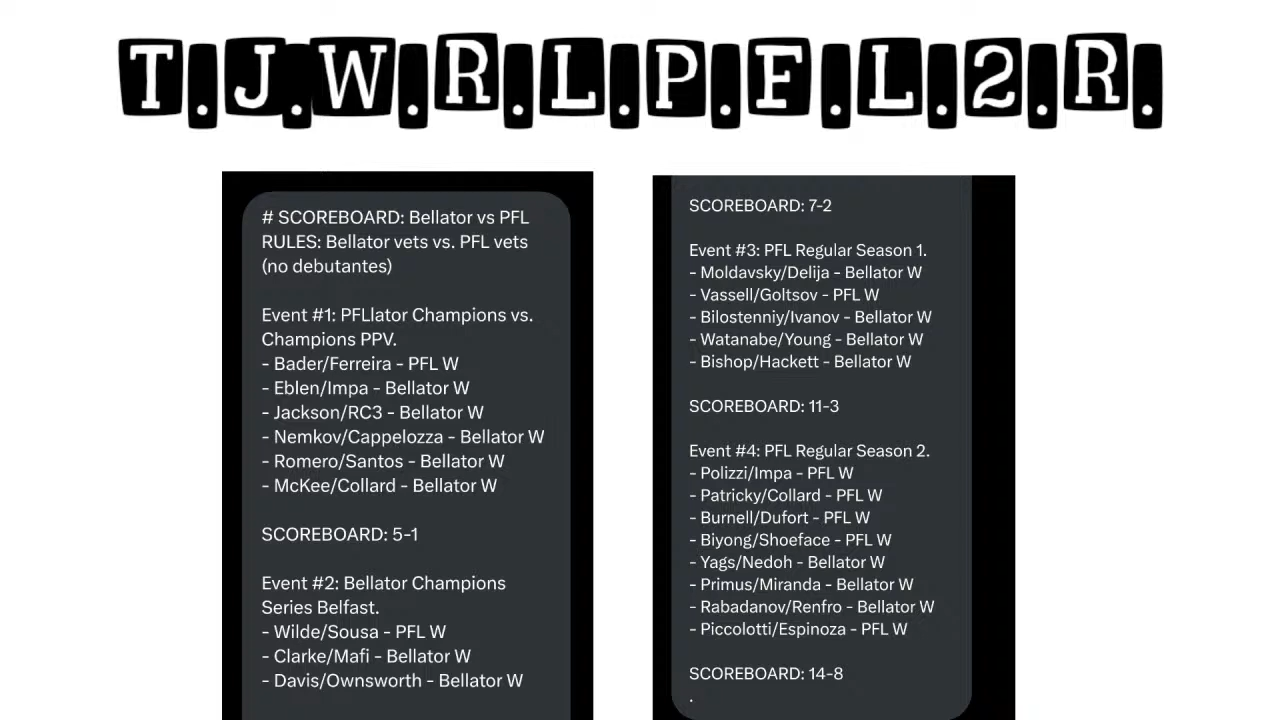 T.J.W.R.L.P.F.L.2.R.
# SCOREBOARD: Bellator vs PFL
RULES: Bellator vets vs. PFL vets
(no debutantes)
Event #1: PFLlator Champions vs.
Champions PPV.
- Bader/Ferreira - PFL W
- Eblen/Impa - Bellator W
- Jackson/RC3 - Bellator W
- Nemkov/Cappelozza - Bellator W
- Romero/Santos - Bellator W
- McKee/Collard - Bellator W
SCOREBOARD: 5-1
Event #2: Bellator Champions
Series Belfast.
- Wilde/Sousa - PFL W
- Clarke/Mafi - Bellator W
- Davis/Ownsworth - Bellator W
SCOREBOARD: 7-2
Event #3: PFL Regular Season 1.
- Moldavsky/Delija - Bellator W
- Vassell/Goltsov - PFL W
- Bilostenniy/Ivanov - Bellator W
- Watanabe/Young - Bellator W
- Bishop/Hackett - Bellator W
SCOREBOARD: 11-3
Event #4: PFL Regular Season 2.
- Polizzi/Impa - PFL W
- Patricky/Collard - PFL W
- Burnell/Dufort - PFL W
- Biyong/Shoeface - PFL W
- Yags/Nedoh - Bellator W
- Primus/Miranda - Bellator W
- Rabadanov/Renfro - Bellator W
- Piccolotti/Espinoza - PFL W
SCOREBOARD: 14-8
.